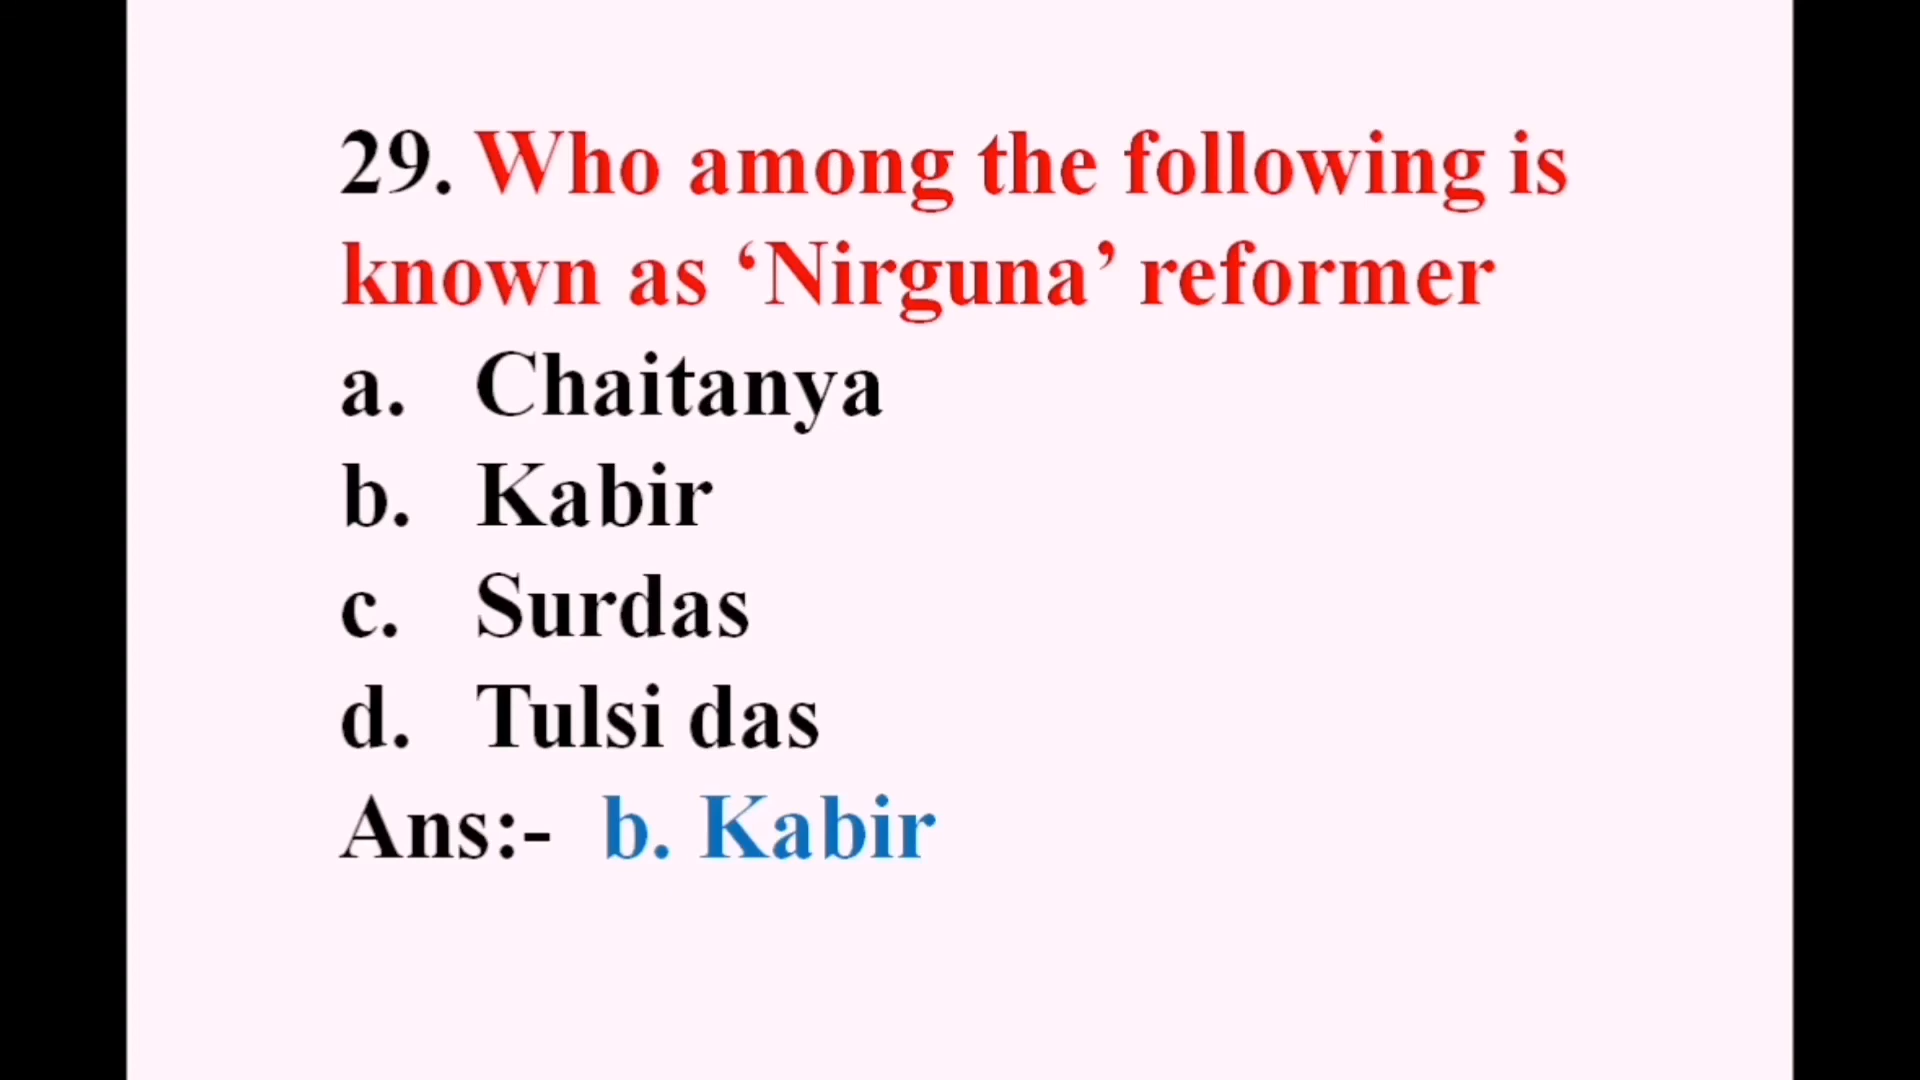 29. Who among the following is
known as ‘Nirguna’ reformer
a. Chaitanya
b. Kabir
c. Surdas
d. Tulsi das
Ans:- b. Kabir